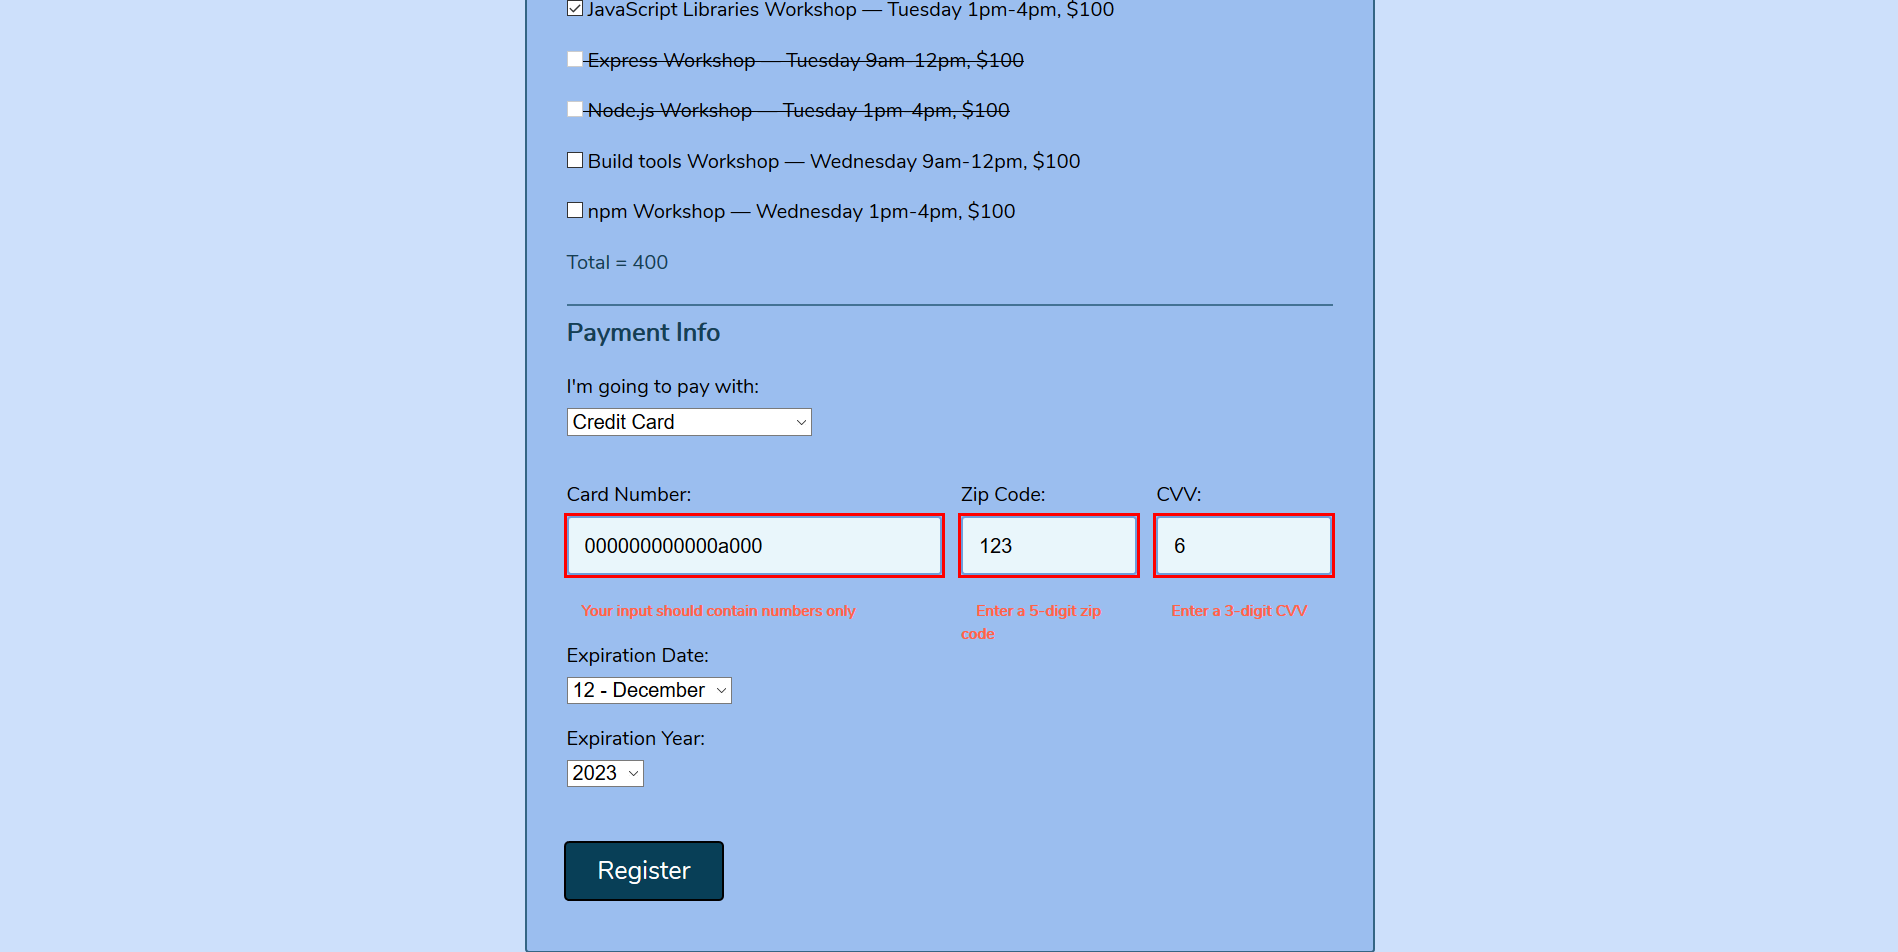 JavaScript Libraries Workshop — Tuesday 1pm-4pm, $100
Express Workshop — Tuesday 9am-12pm, $100
Node.js Workshop — Tuesday 1pm-4pm, $100
Build tools Workshop — Wednesday 9am-12pm, $100
npm Workshop — Wednesday 1pm-4pm, $100
Total = 400
Payment Info
I'm going to pay with:
Credit Card
Card Number: Zip Code: CVV:
000000000000a000 123 6
Your input should contain numbers only Enter a 5-digit zip Enter a 3-digit CVV
code
Expiration Date:
12 - December
Expiration Year:
2023
Register